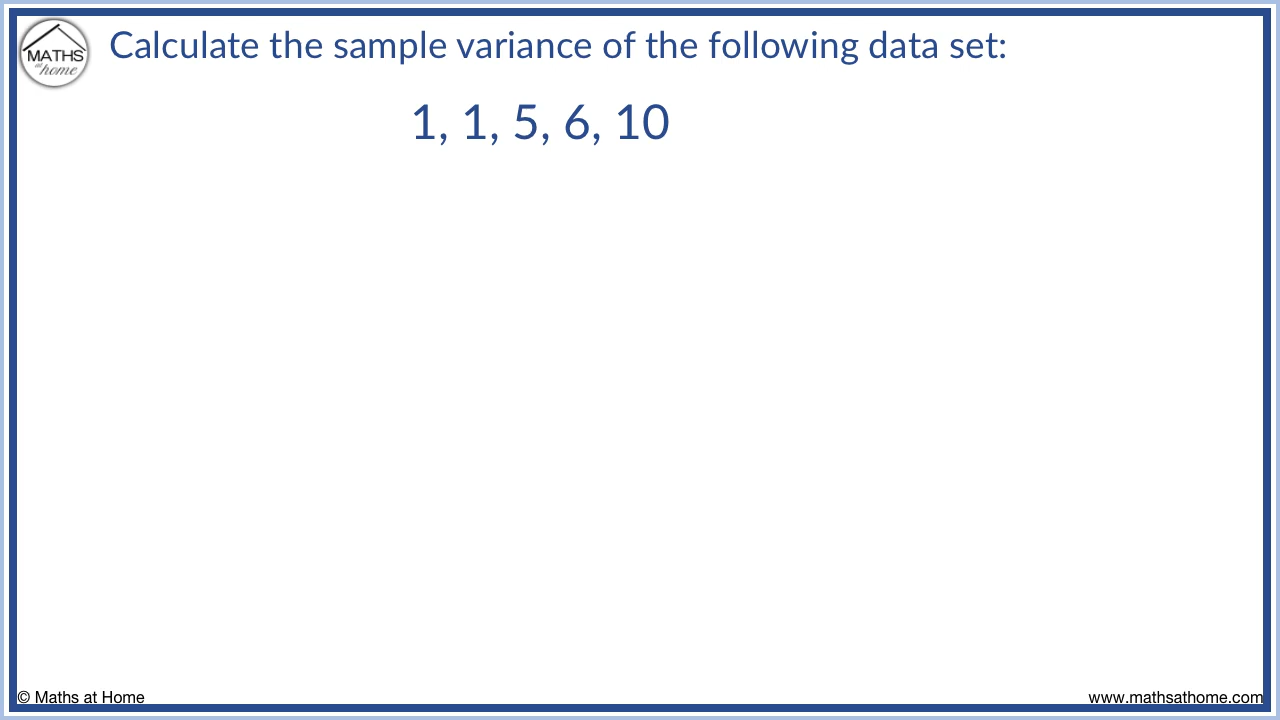 MATHS
at
home
Calculate the sample variance of the following data set:
1, 1, 5, 6, 10
© Maths at Home
www.mathsathome.com